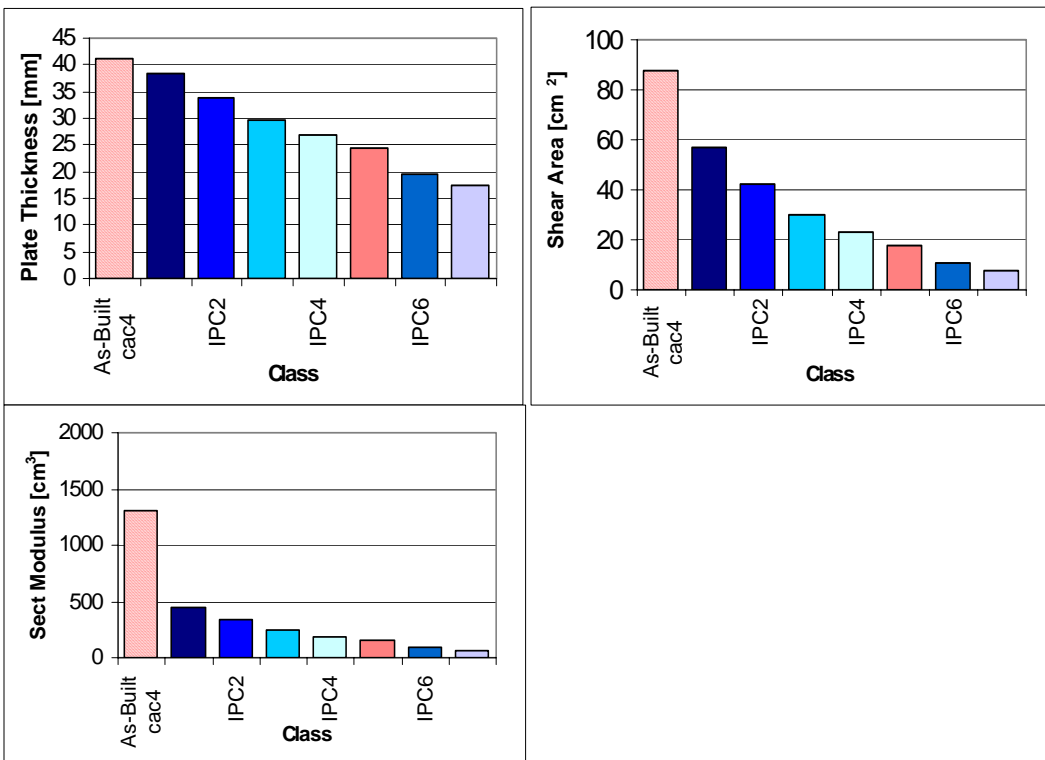 Plate Thickness [mm]
45
40
35
30
25
20
15
10
5
0
As-Built
cac4
IPC2
IPC4
IPC6
Class
Shear Area [cm ²]
100
80
60
40
20
0
As-Built
cac4
IPC2
IPC4
IPC6
Class
Sect Modulus [cm³]
2000
1500
1000
500
0
As-Built
cac4
IPC2
IPC4
IPC6
Class